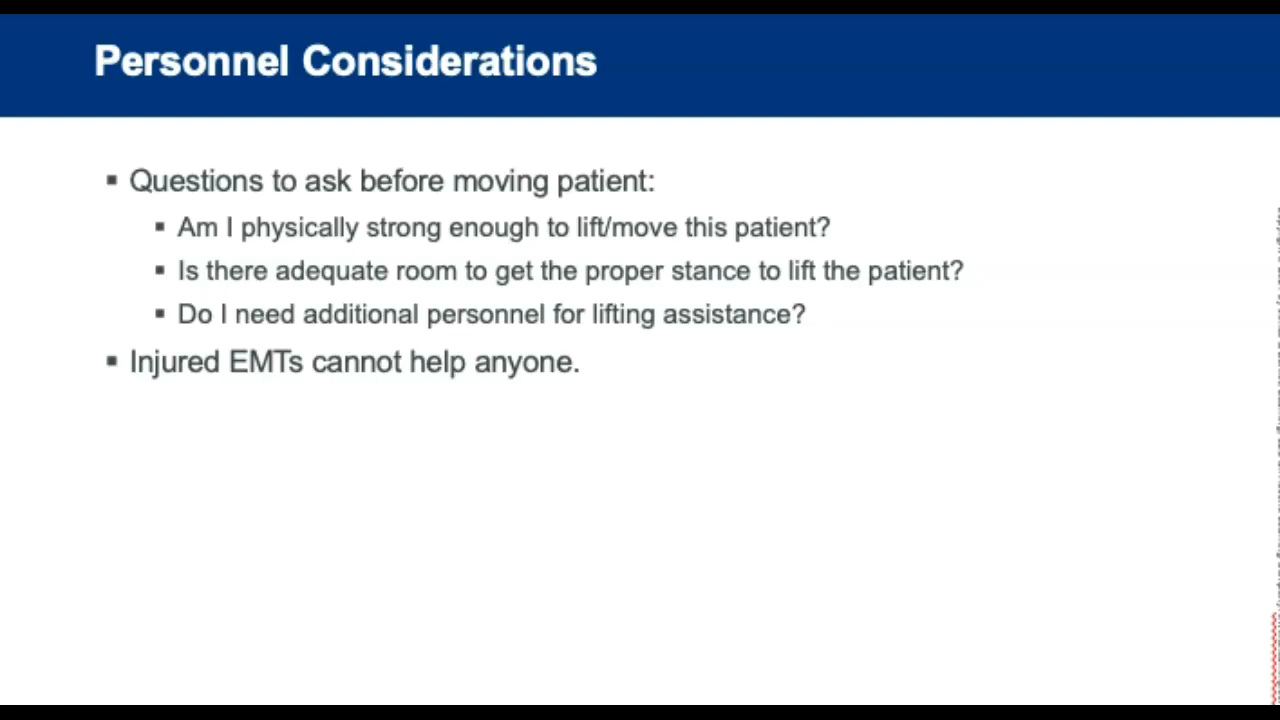 Personnel Considerations
▪ Questions to ask before moving patient:
▪ Am I physically strong enough to lift/move this patient?
▪ Is there adequate room to get the proper stance to lift the patient?
▪ Do I need additional personnel for lifting assistance?
▪ Injured EMTs cannot help anyone.